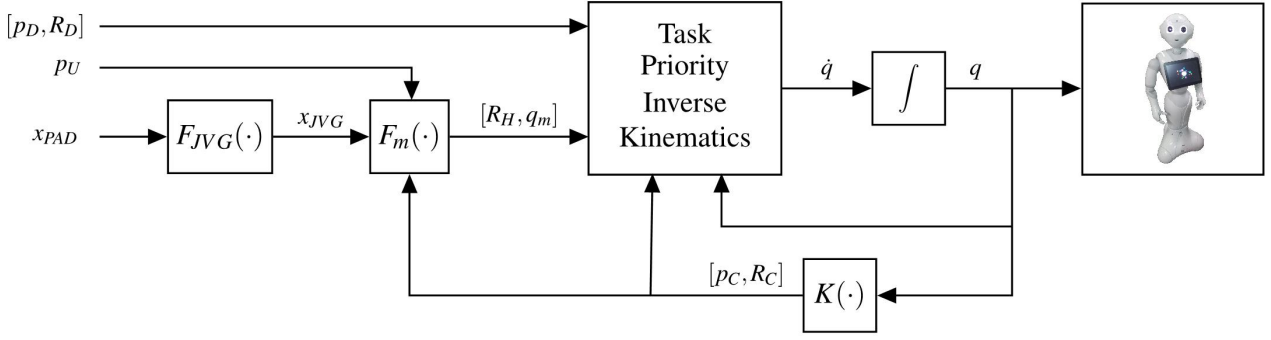 [p_D, R_D]
p_U
x_PAD
F_JVG(·)
x_JVG
F_m(·)
[R_H, q_m]
Task
Priority
Inverse
Kinematics
q̇
∫
q
[p_C, R_C]
K(·)